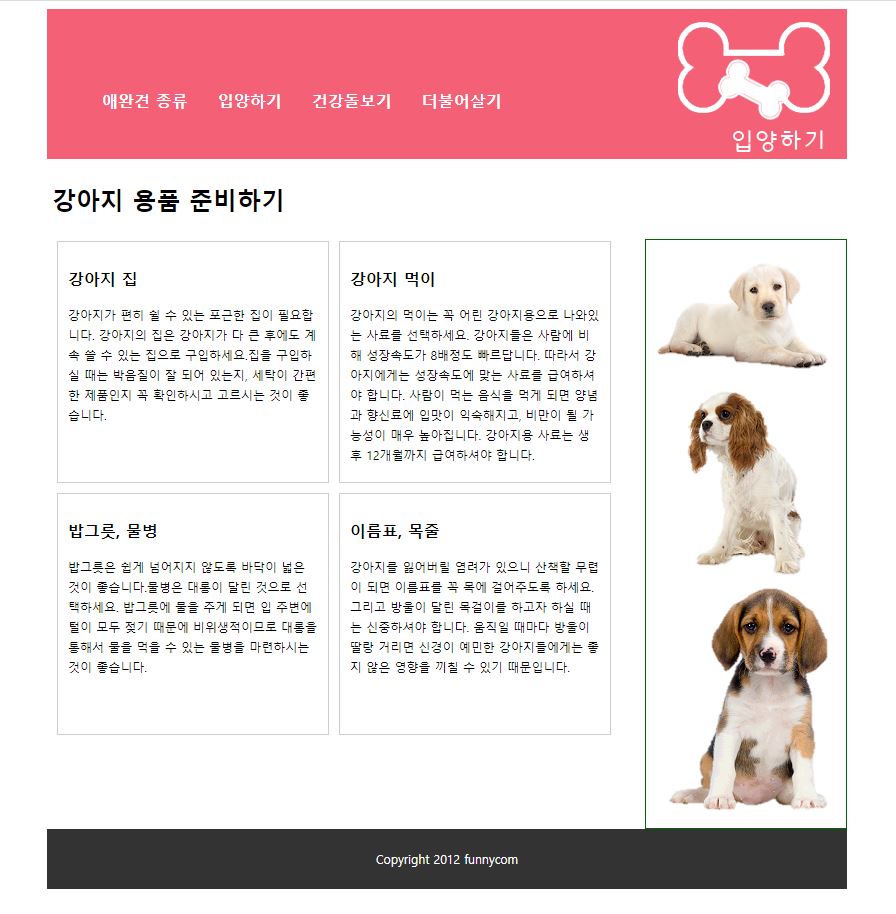 애완견 종류 입양하기 건강돌보기 더불어살기
입양하기
강아지 용품 준비하기
강아지 집
강아지가 편히 쉴 수 있는 포근한 집이 필요합
니다. 강아지의 집은 강아지가 다 큰 후에도 계
속 쓸 수 있는 집으로 구입하세요.집을 구입하
실 때는 박음질이 잘 되어 있는지, 세탁이 간편
한 제품인지 꼭 확인하시고 고르시는 것이 좋
습니다.
강아지 먹이
강아지의 먹이는 꼭 어린 강아지용으로 나와있
는 사료를 선택하세요. 강아지들은 사람에 비
해 성장속도가 8배정도 빠르답니다. 따라서 강
아지에게는 성장속도에 맞는 사료를 급여하셔
야 합니다. 사람이 먹는 음식을 먹게 되면 양념
과 향신료에 입맛이 익숙해지고, 비만이 될 가
능성이 매우 높아집니다. 강아지용 사료는 생
후 12개월까지 급여하셔야 합니다.
밥그릇, 물병
밥그릇은 쉽게 넘어지지 않도록 바닥이 넓은
것이 좋습니다.물병은 대롱이 달린 것으로 선
택하세요. 밥그릇에 물을 주게 되면 입 주변에
털이 모두 젖기 때문에 비위생적이므로 대롱을
통해서 물을 먹을 수 있는 물병을 마련하시는
것이 좋습니다.
이름표, 목줄
강아지를 잃어버릴 염려가 있으니 산책할 무렵
이 되면 이름표를 꼭 목에 걸어주도록 하세요.
그리고 방울이 달린 목걸이를 하고자 하실 때
는 신중하셔야 합니다. 움직일 때마다 방울이
딸랑 거리면 신경이 예민한 강아지들에게는 좋
지 않은 영향을 끼칠 수 있기 때문입니다.
Copyright 2012 funnycom